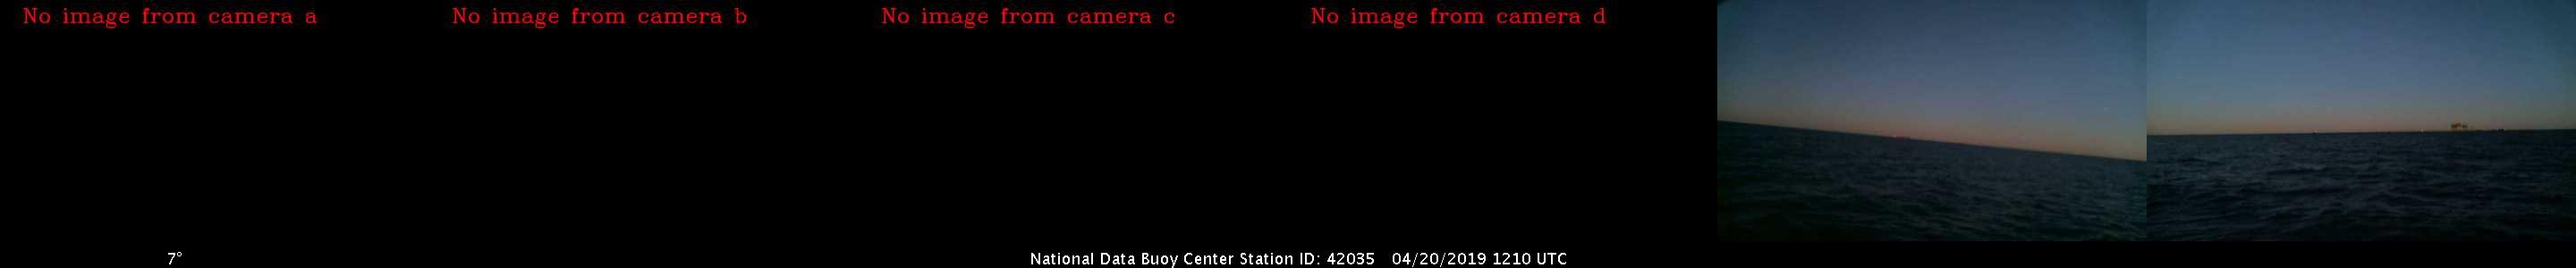 No image from camera a
No image from camera b
No image from camera c
No image from camera d
7°
National Data Buoy Center Station ID: 42035 04/20/2019 1210 UTC